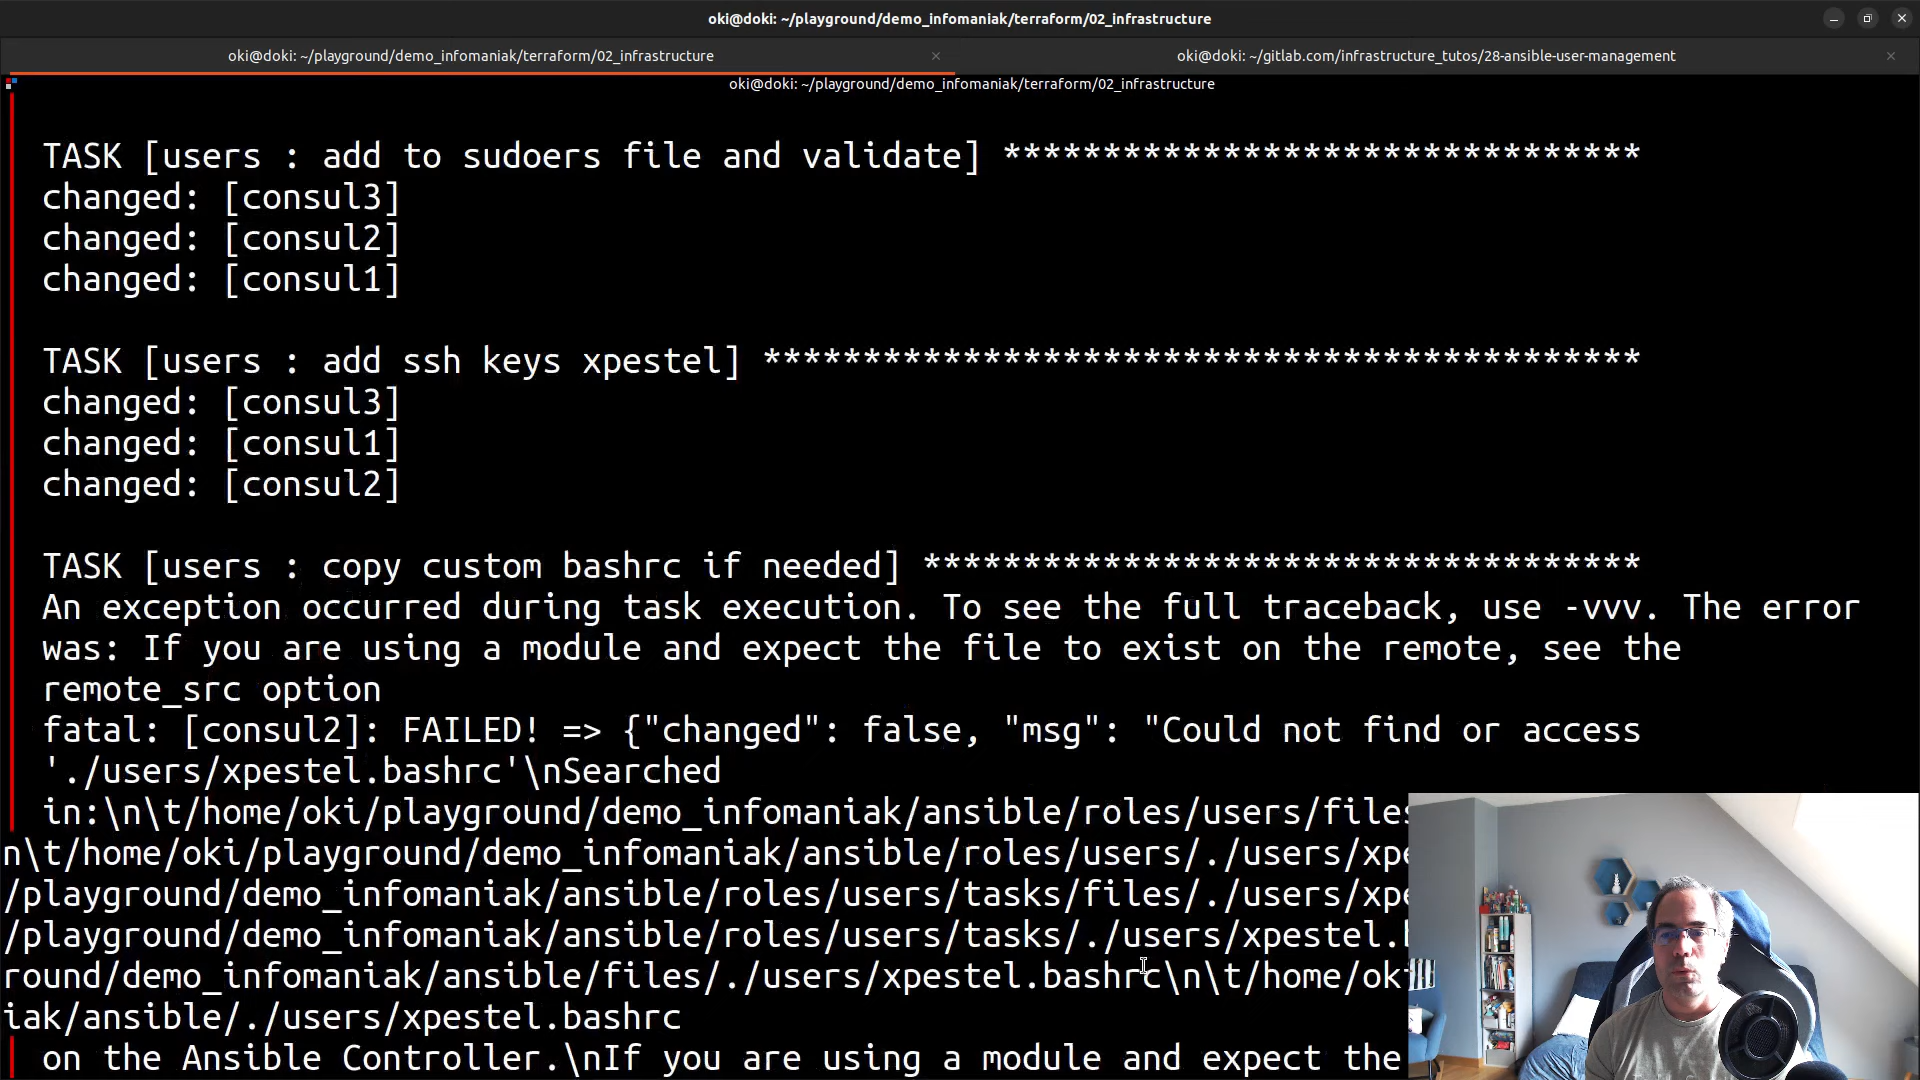 oki@doki: ~/playground/demo_infomaniak/terraform/02_infrastructure
oki@doki: ~/playground/demo_infomaniak/terraform/02_infrastructure
oki@doki: ~/gitlab.com/infrastructure_tutos/28-ansible-user-management
oki@doki: ~/playground/demo_infomaniak/terraform/02_infrastructure
TASK [users : add to sudoers file and validate] ********************************
changed: [consul3]
changed: [consul2]
changed: [consul1]
TASK [users : add ssh keys xpestel] ********************************************
changed: [consul3]
changed: [consul1]
changed: [consul2]
TASK [users : copy custom bashrc if needed] ************************************
An exception occurred during task execution. To see the full traceback, use -vvv. The error
was: If you are using a module and expect the file to exist on the remote, see the
remote_src option
fatal: [consul2]: FAILED! => {"changed": false, "msg": "Could not find or access
'./users/xpestel.bashrc'\nSearched
in:\n\t/home/oki/playground/demo_infomaniak/ansible/roles/users/files
n\t/home/oki/playground/demo_infomaniak/ansible/roles/users/./users/xpe
/playground/demo_infomaniak/ansible/roles/users/tasks/files/./users/xpe
/playground/demo_infomaniak/ansible/roles/users/tasks/./users/xpestel.
round/demo_infomaniak/ansible/files/./users/xpestel.bashrc\n\t/home/ok
iak/ansible/./users/xpestel.bashrc
on the Ansible Controller.\nIf you are using a module and expect the